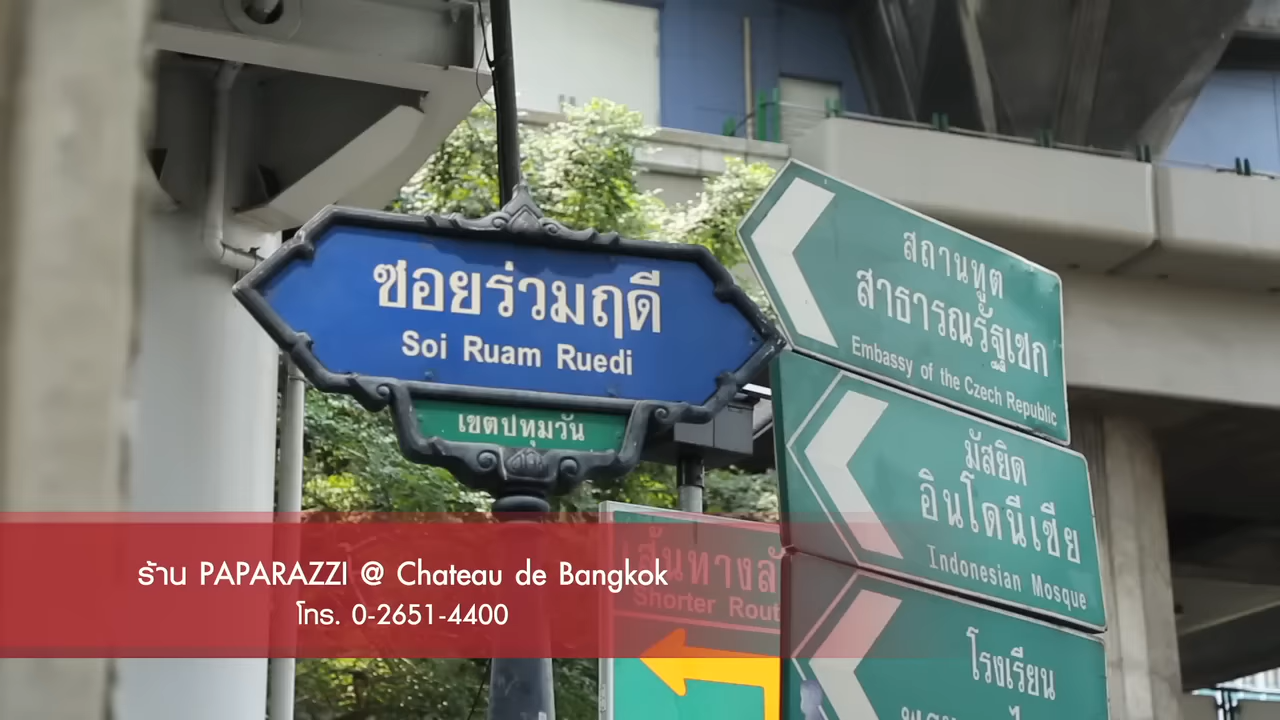 ซอยร่วมฤดี
Soi Ruam Ruedi
เขตปทุมวัน
สถานทูต
สาธารณรัฐเชก
Embassy of the Czech Republic
มัสยิด
อินโดนีเซีย
Indonesian Mosque
โรงเรียน
Shorter
ร้าน PAPARAZZI @ Chateau de Bangkok
โทร. 0-2651-4400